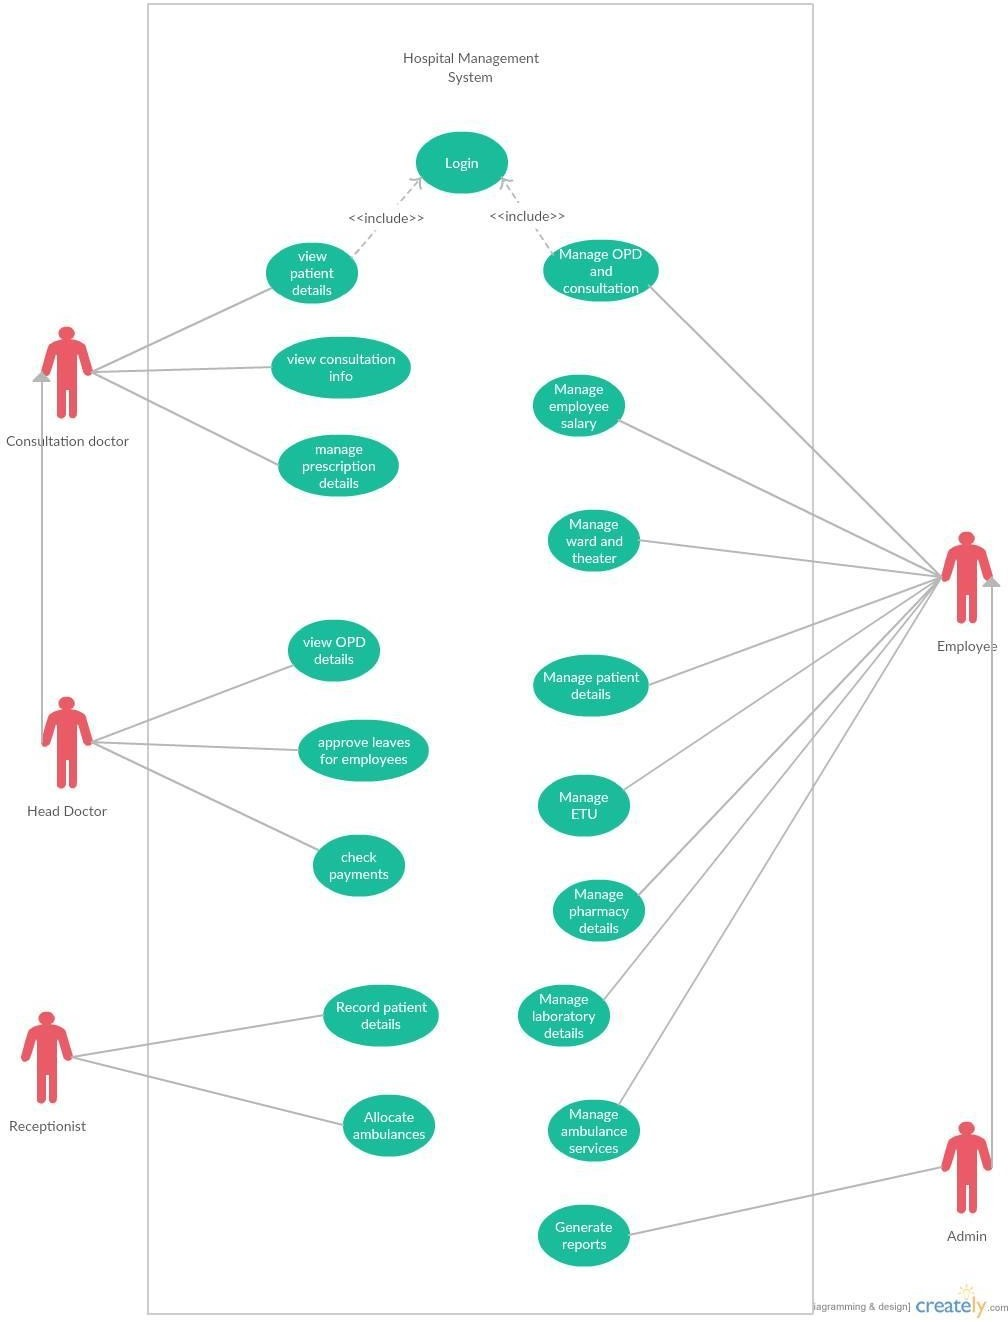 Hospital Management
System
Login
<<include>>
<<include>>
view
patient
details
Manage OPD
and
consultation
view consultation
info
Manage
employee
salary
Consultation doctor
manage
prescription
details
Manage
ward and
theater
Employee
view OPD
details
Manage patient
details
approve leaves
for employees
Head Doctor
Manage
ETU
check
payments
Manage
pharmacy
details
Record patient
details
Manage
laboratory
details
Receptionist
Allocate
ambulances
Manage
ambulance
services
Generate
reports
Admin
iagramming & design] creately.com